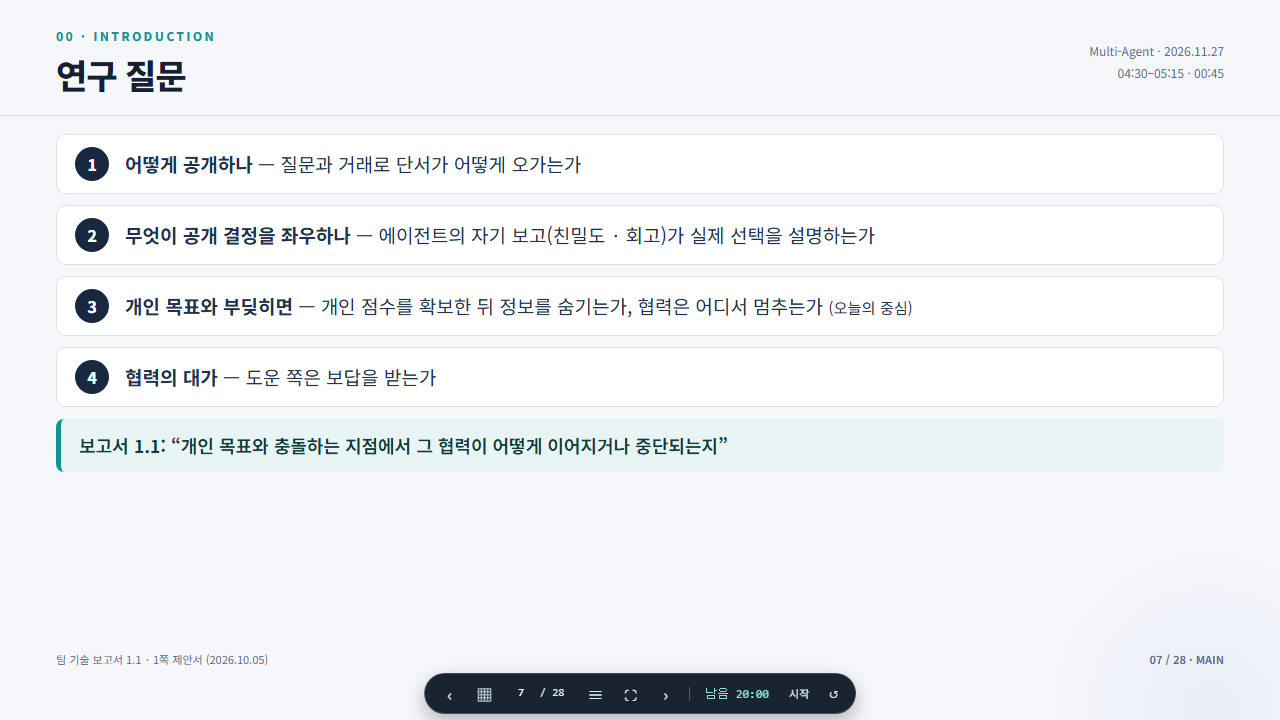 00 · INTRODUCTION
연구 질문
Multi-Agent · 2026.11.27
04:30–05:15 · 00:45
1 어떻게 공개하나 — 질문과 거래로 단서가 어떻게 오가는가
2 무엇이 공개 결정을 좌우하나 — 에이전트의 자기 보고(친밀도 · 회고)가 실제 선택을 설명하는가
3 개인 목표와 부딪히면 — 개인 점수를 확보한 뒤 정보를 숨기는가, 협력은 어디서 멈추는가 (오늘의 중심)
4 협력의 대가 — 도운 쪽은 보답을 받는가
보고서 1.1: “개인 목표와 충돌하는 지점에서 그 협력이 어떻게 이어지거나 중단되는지”
팀 기술 보고서 1.1 · 1쪽 제안서 (2026.10.05)
07 / 28 · MAIN
7 / 28 남음 20:00 시작